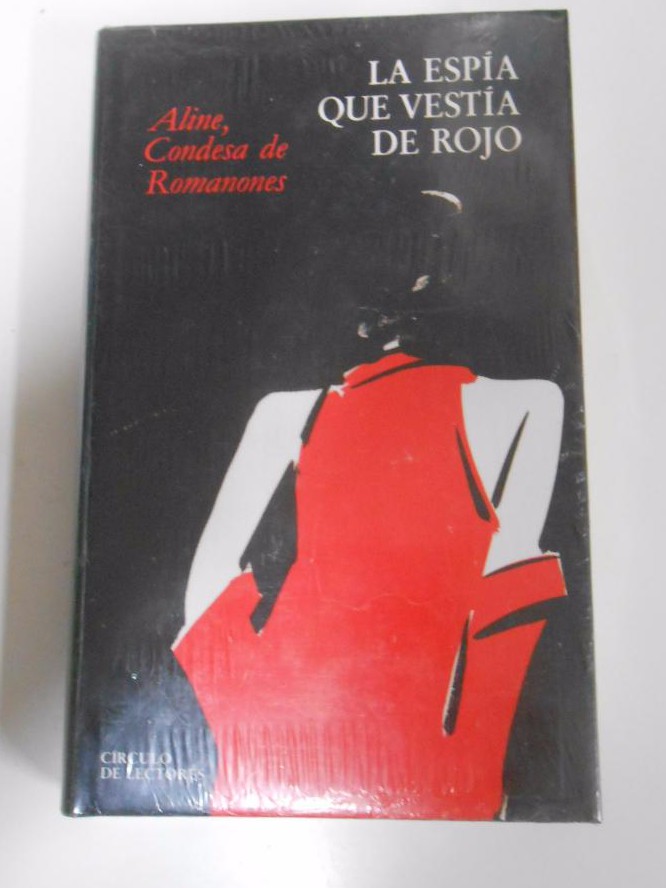 LA ESPÍA
QUE VESTÍA
DE ROJO
Aline,
Condesa de
Romanones
CÍRCULO
DE LECTORES